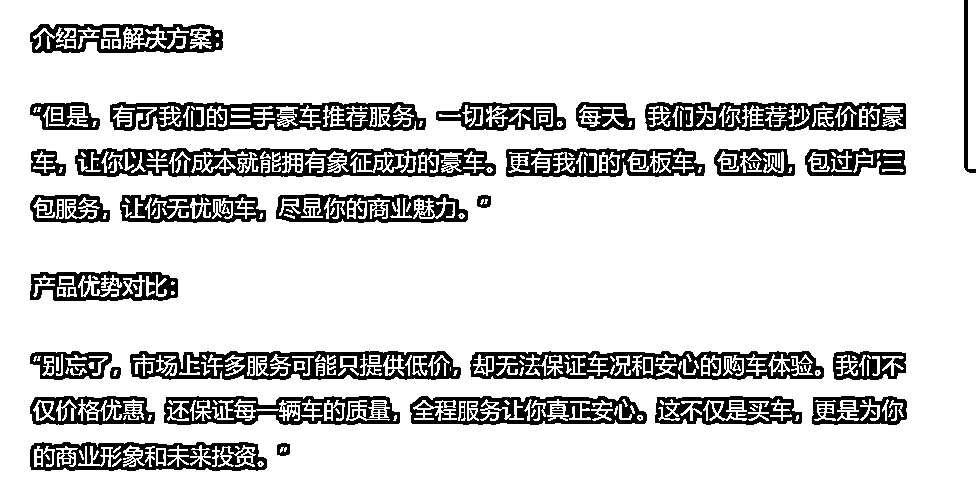 介绍产品解决方案：
“但是，有了我们的二手豪车推荐服务，一切将不同。每天，我们为你推荐抄底价的豪
车，让你以半价成本就能拥有象征成功的豪车。更有我们的‘包板车，包检测，包过户’三
包服务，让你无忧购车，尽显你的商业魅力。”
产品优势对比：
“别忘了，市场上许多服务可能只提供低价，却无法保证车况和安心的购车体验。我们不
仅价格优惠，还保证每一辆车的质量，全程服务让你真正安心。这不仅是买车，更是为你
的商业形象和未来投资。”